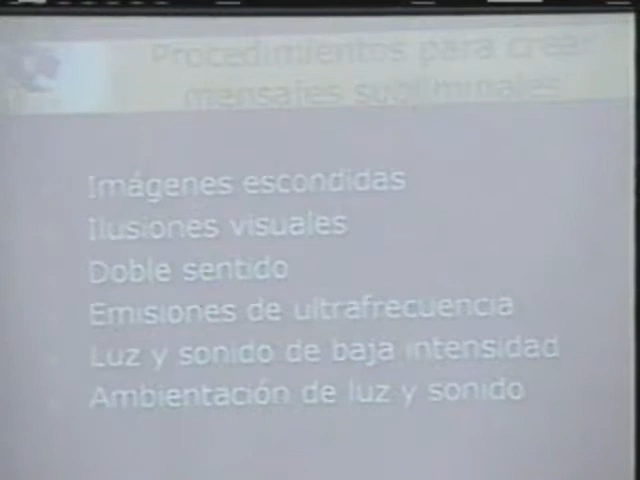 Procedimientos para crear
mensajes subliminales
Imágenes escondidas
Ilusiones visuales
Doble sentido
Emisiones de ultrafrecuencia
Luz y sonido de baja intensidad
Ambientación de luz y sonido